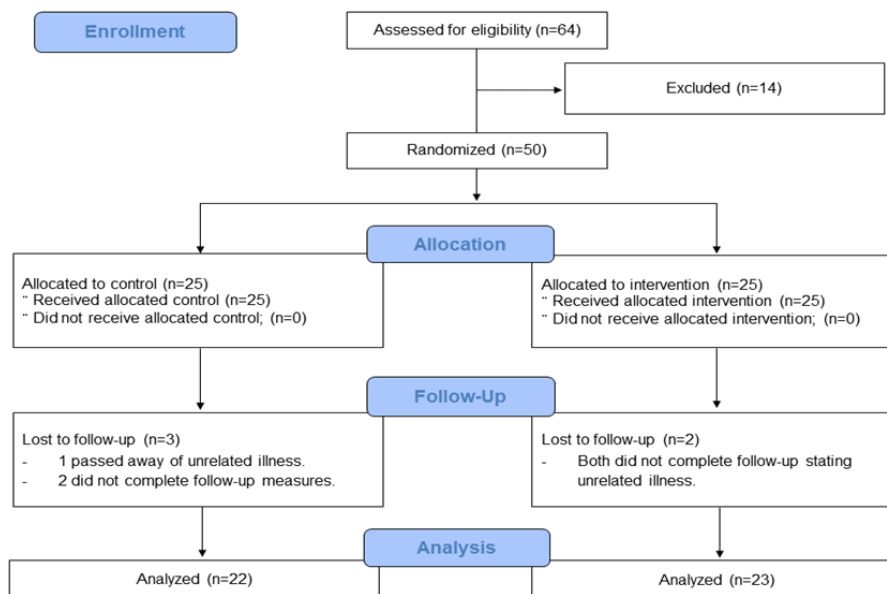 Enrollment
Assessed for eligibility (n=64)
Excluded (n=14)
Randomized (n=50)
Allocation
Allocated to control (n=25)
¨ Received allocated control (n=25)
¨ Did not receive allocated control; (n=0)
Allocated to intervention (n=25)
¨ Received allocated intervention (n=25)
¨ Did not receive allocated intervention; (n=0)
Follow-Up
Lost to follow-up (n=3)
- 1 passed away of unrelated illness.
- 2 did not complete follow-up measures.
Lost to follow-up (n=2)
- Both did not complete follow-up stating
unrelated illness.
Analysis
Analyzed (n=22)
Analyzed (n=23)